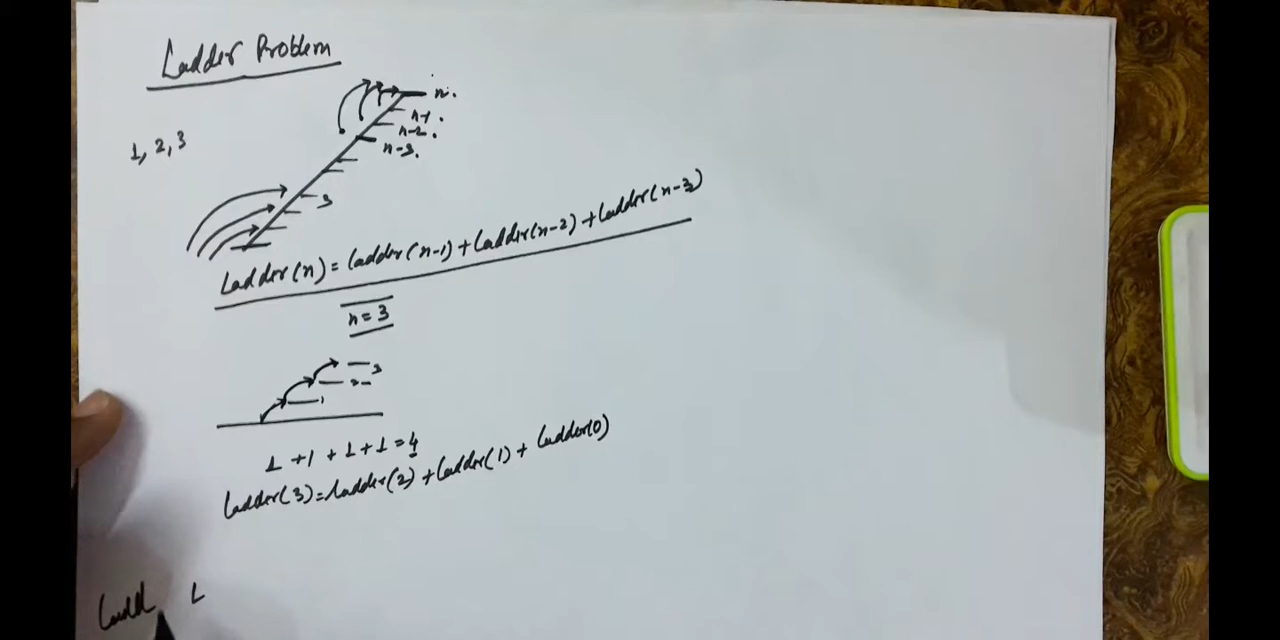 Ladder Problem
n.
n-1.
n-2.
1, 2, 3
n-3.
3
Ladder(n) = Ladder(n-1) + Ladder(n-2) + Ladder(n-3)
n = 3
3
2
1
1 + 1 + 1 + 1 = 4
Ladder(3) = Ladder(2) + Ladder(1) + Ladder(0)
Ladd L